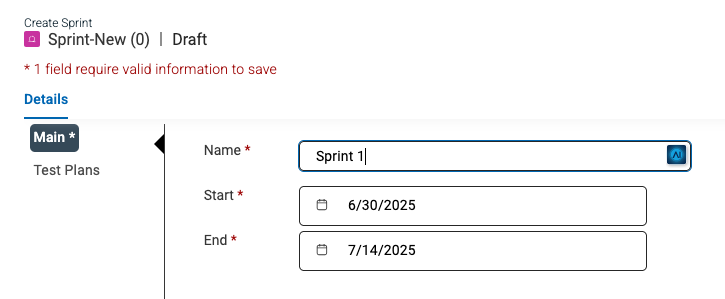 Create Sprint
Sprint-New (0) | Draft
* 1 field require valid information to save
Details
Main *
Name *
Sprint 1
AI
Test Plans
Start *
6/30/2025
End *
7/14/2025